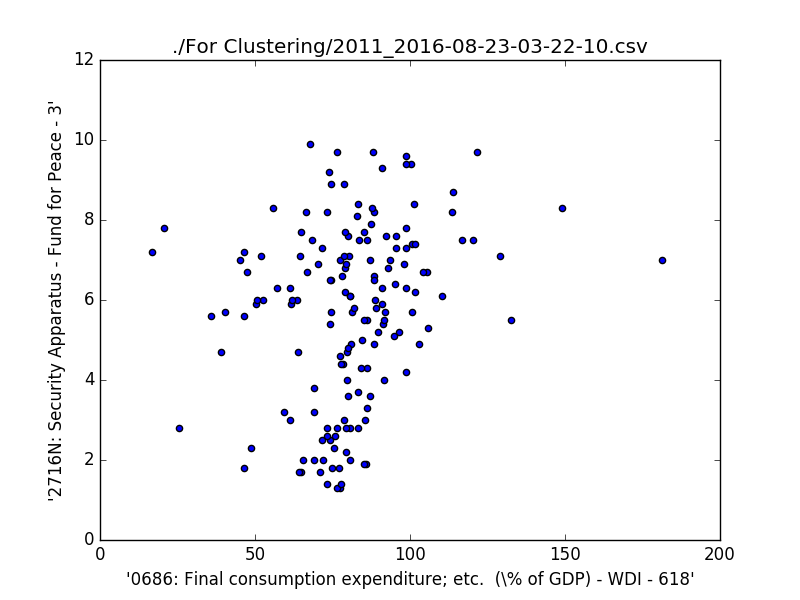 ./For Clustering/2011_2016-08-23-03-22-10.csv
12
10
8
6
4
2
0
'2716N: Security Apparatus - Fund for Peace - 3'
0 50 100 150 200
'0686: Final consumption expenditure; etc.  (\% of GDP) - WDI - 618'